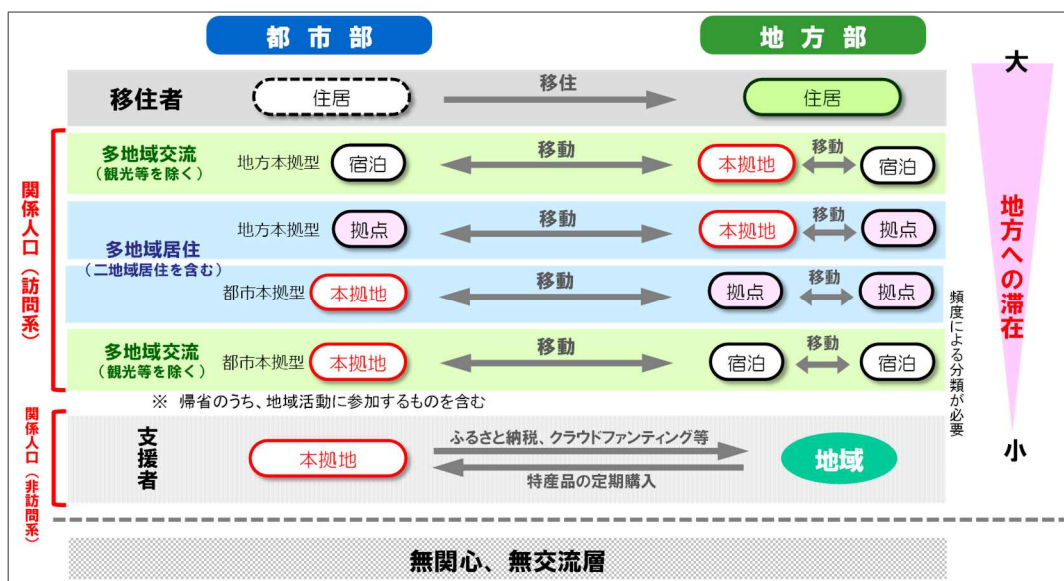 都市部
地方部
大
移住者
住居
移住
住居
関係人口（訪問系）
多地域交流
（観光等を除く）
地方本拠型
宿泊
移動
本拠地
移動
宿泊
多地域居住
（二地域居住を含む）
地方本拠型
拠点
移動
本拠地
移動
拠点
都市本拠型
本拠地
移動
拠点
移動
拠点
多地域交流
（観光等を除く）
都市本拠型
本拠地
移動
宿泊
移動
宿泊
※ 帰省のうち、地域活動に参加するものを含む
頻度による分類が必要
地方への滞在
小
関係人口（非訪問系）
支援者
本拠地
ふるさと納税、クラウドファンティング等
特産品の定期購入
地域
無関心、無交流層